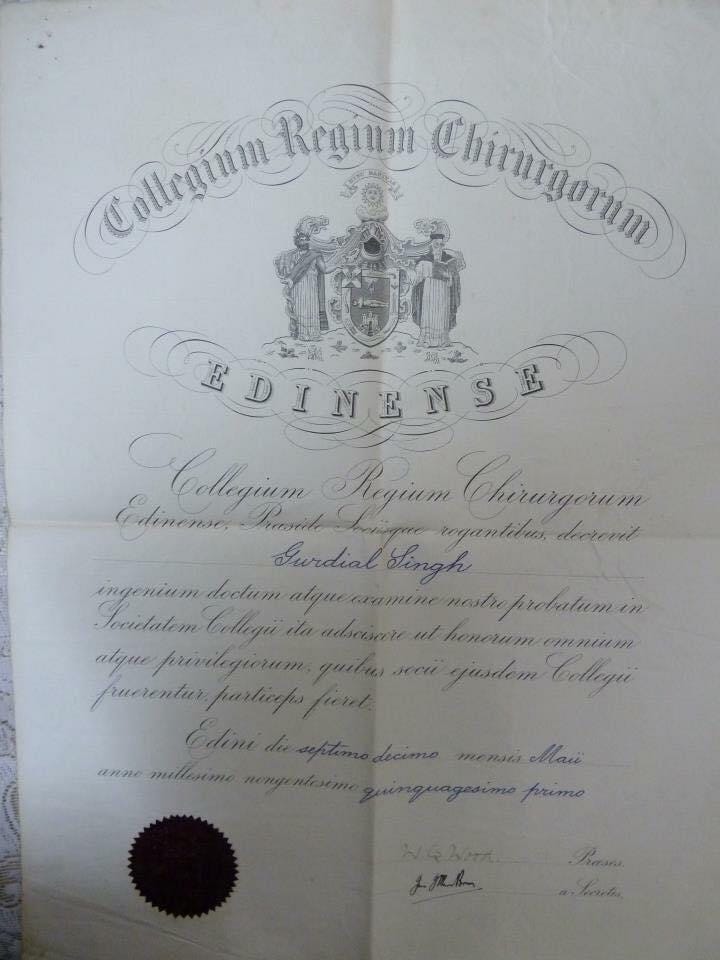 Collegium Regium Chirurgorum
EDINENSE
Collegium Regium Chirurgorum
Edinense, Præside Sociisque rogantibus, decrevit
Gurdial Singh
ingenium doctum atque examine nostro probatum in
Societatem Collegii ita adsciscere ut honorum omnium
atque privilegiorum, quibus socii ejusdem Collegii
fruerentur, particeps fieret.
Edini die septimo decimo mensis Maii
anno millesimo nongentesimo quinquagesimo primo
Wood. Præses.
a Secretis.